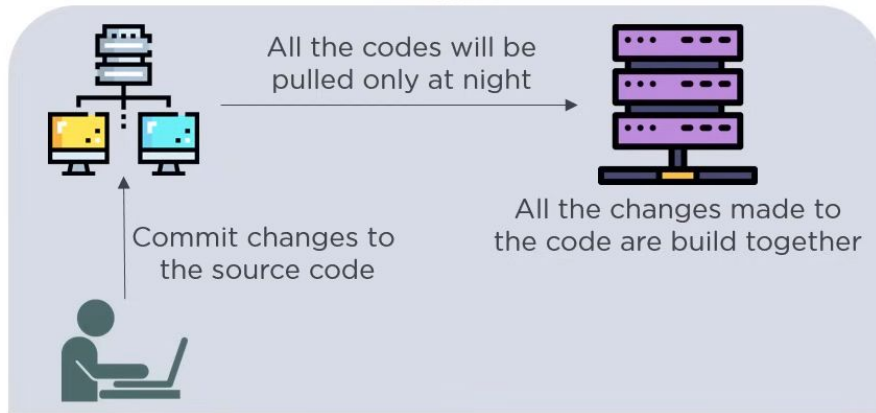 All the codes will be
pulled only at night
All the changes made to
the code are build together
Commit changes to
the source code